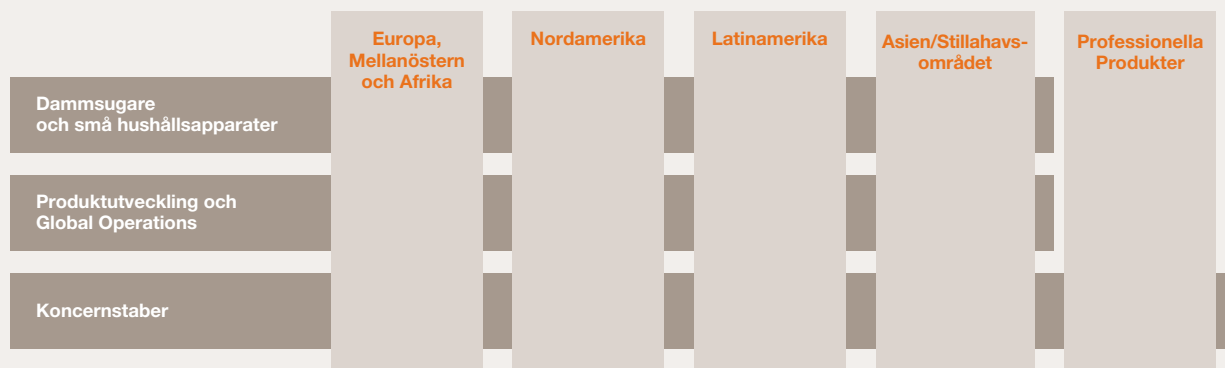 Europa,
Mellanöstern
och Afrika
Nordamerika
Latinamerika
Asien/Stillahavs-
området
Professionella
Produkter
Dammsugare
och små hushållsapparater
Produktutveckling och
Global Operations
Koncernstaber